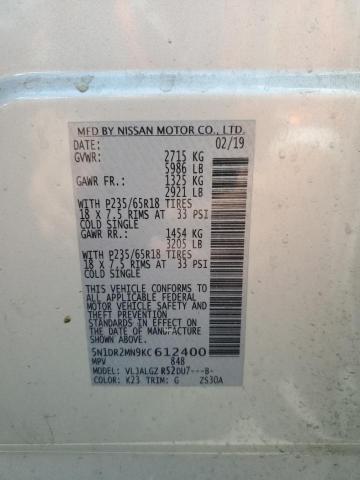 MFD BY NISSAN MOTOR CO., LTD.
DATE: 02/19
GVWR: 2715 KG
5986 LB
GAWR FR.: 1325 KG
2921 LB
WITH P235/65R18 TIRES
18 X 7.5 RIMS AT 33 PSI
COLD SINGLE
GAWR RR.: 1454 KG
3205 LB
WITH P235/65R18 TIRES
18 X 7.5 RIMS AT 33 PSI
COLD SINGLE
THIS VEHICLE CONFORMS TO ALL
APPLICABLE FEDERAL MOTOR
VEHICLE SAFETY AND
THEFT PREVENTION
STANDARDS IN EFFECT ON THE
DATE OF MANUFACTURE
SHOWN ABOVE.
5N1DR2MN9KC 612400
MPV 848
MODEL: VLJALGZ R52DU7---B-
COLOR: K23 TRIM: G ZS30A